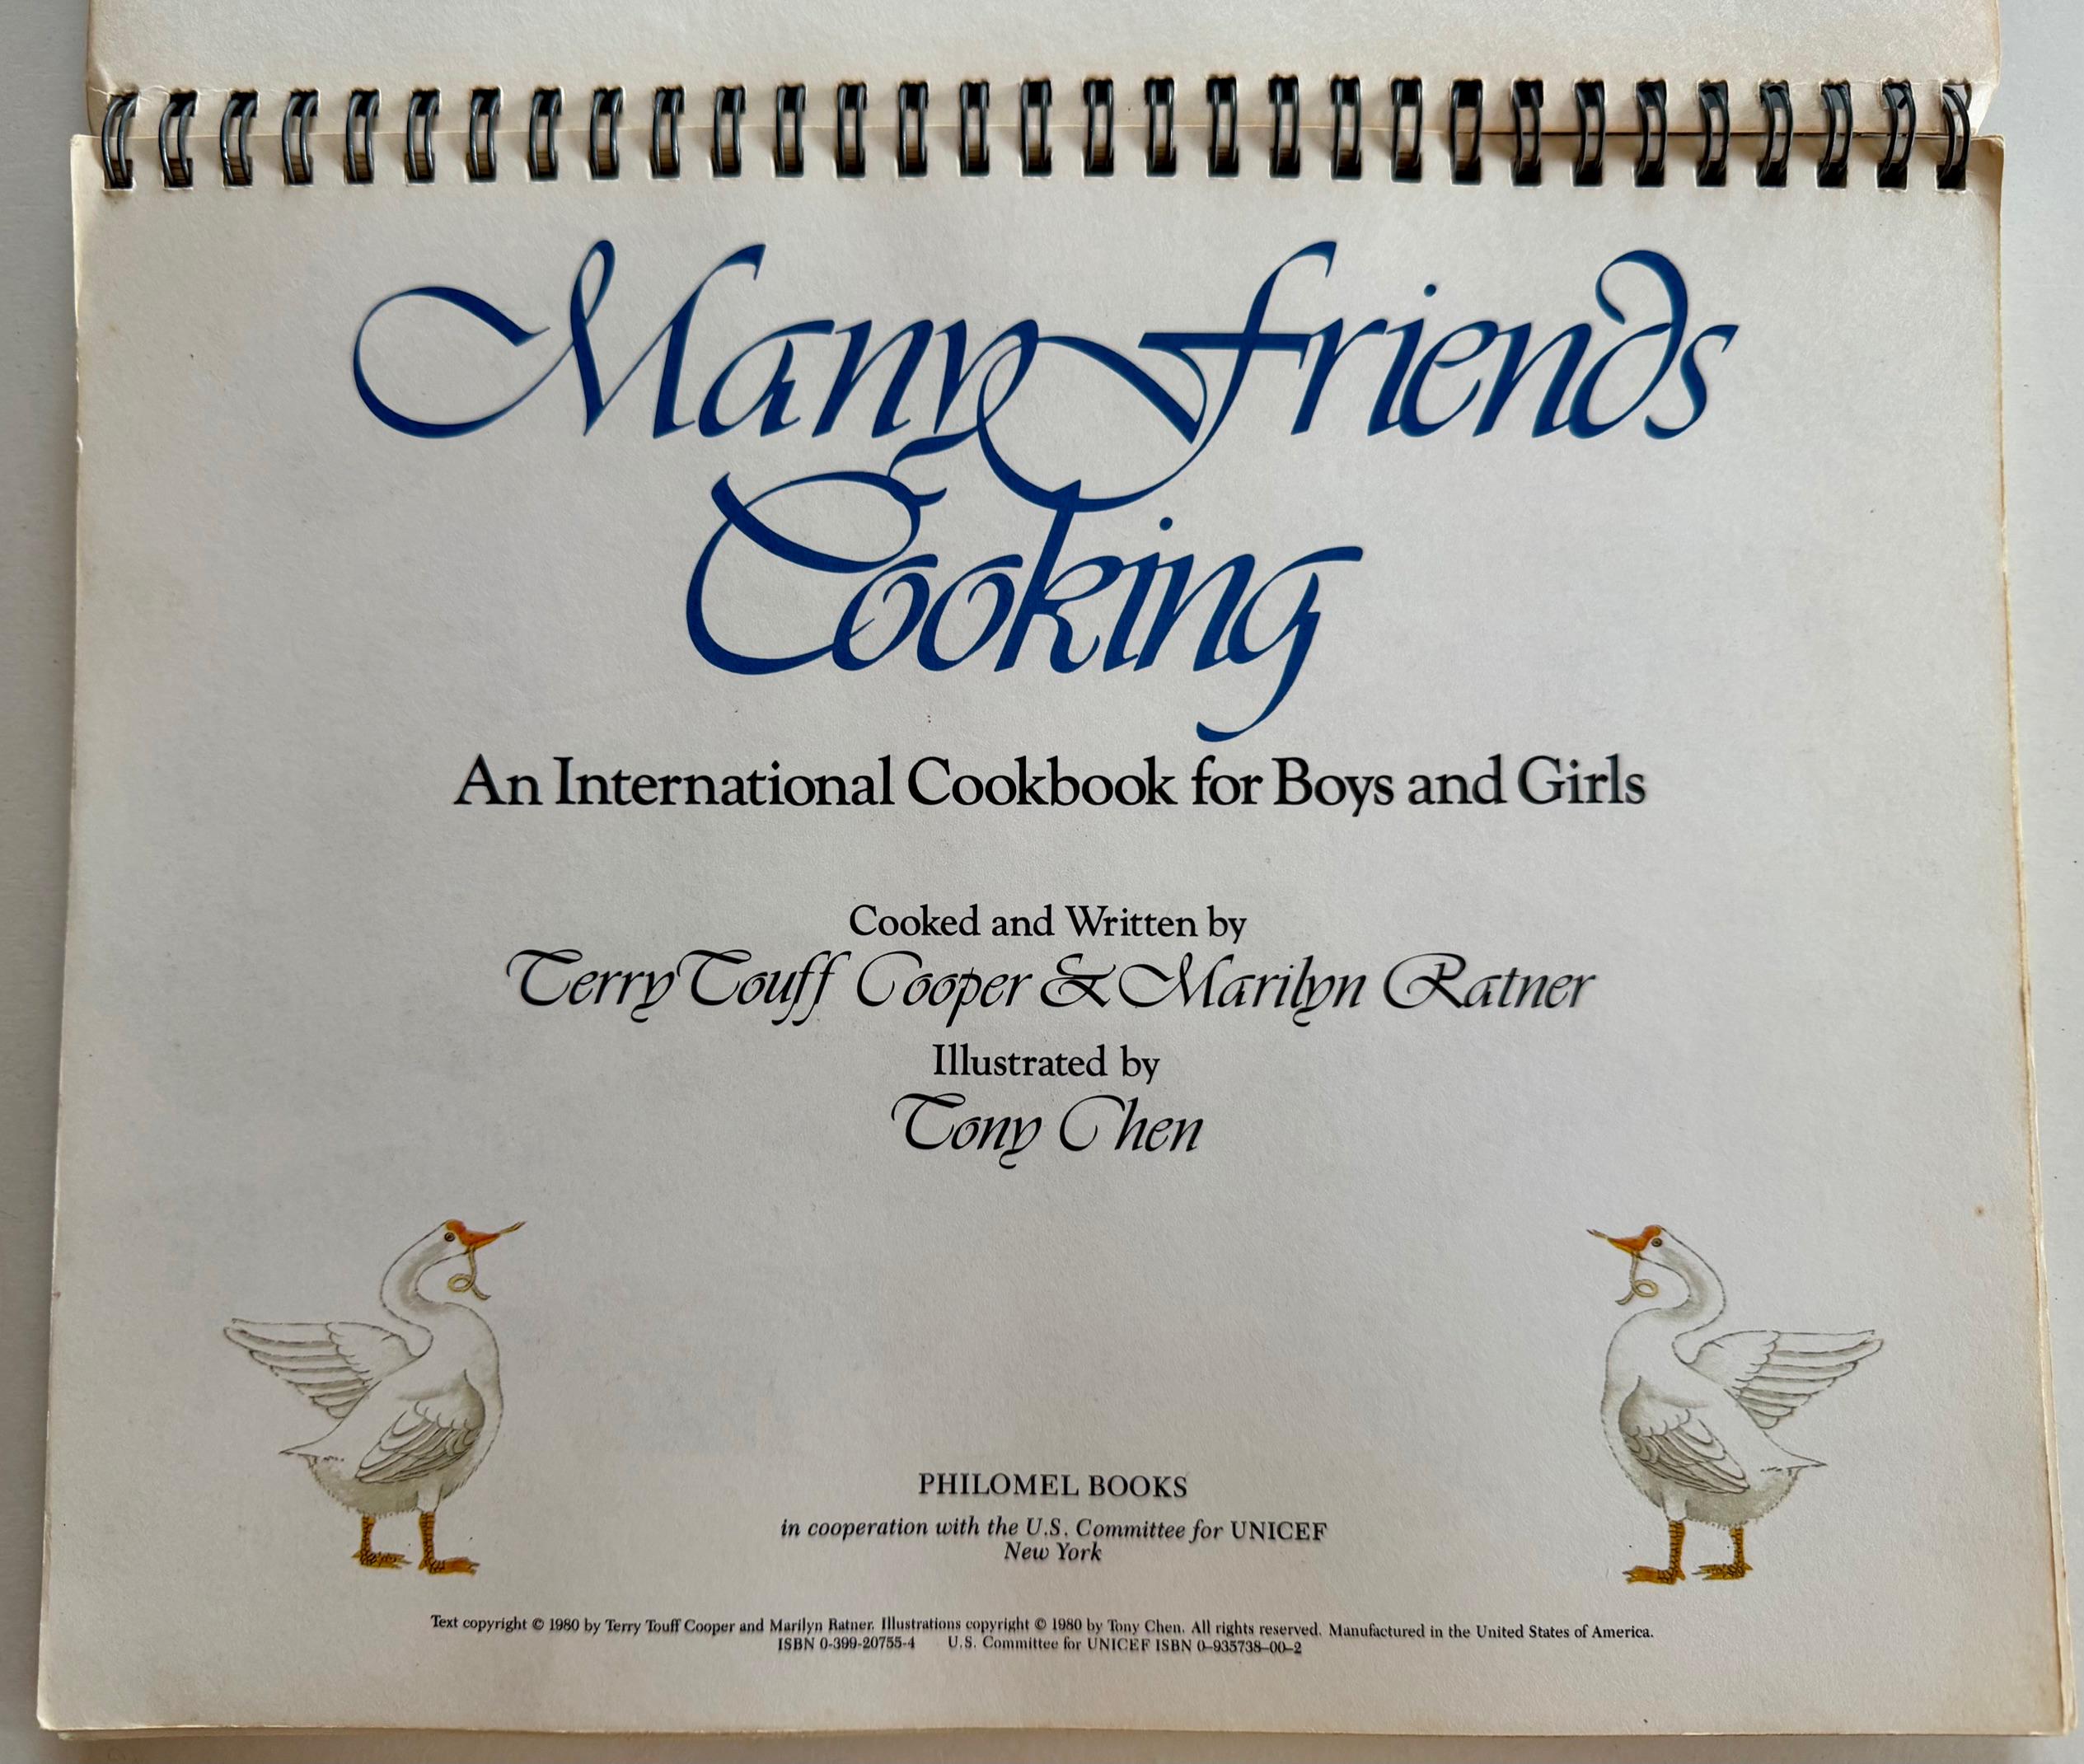 Many Friends
Cooking
An International Cookbook for Boys and Girls
Cooked and Written by
Terry Touff Cooper & Marilyn Ratner
Illustrated by
Tony Chen
PHILOMEL BOOKS
in cooperation with the U.S. Committee for UNICEF
New York
Text copyright © 1980 by Terry Touff Cooper and Marilyn Ratner. Illustrations copyright © 1980 by Tony Chen. All rights reserved. Manufactured in the United States of America.
ISBN 0-399-20755-4 U.S. Committee for UNICEF ISBN 0–935738–00–2